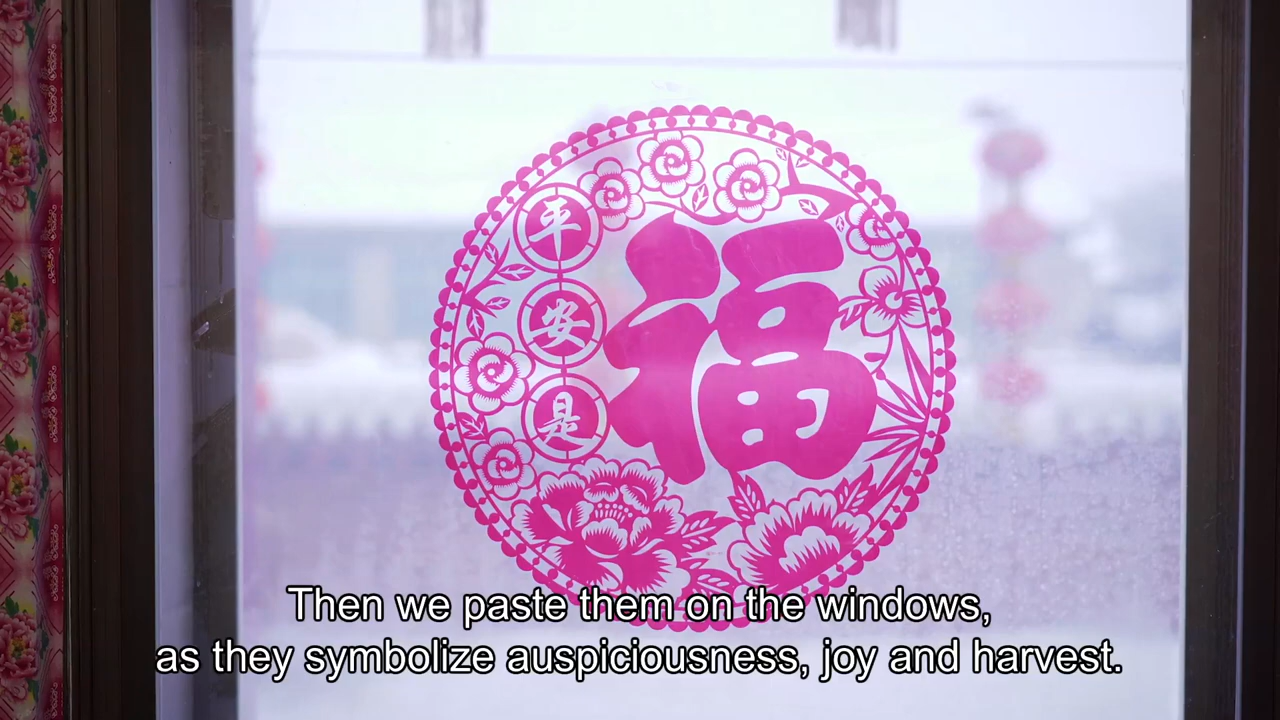 平安是
福
Then we paste them on the windows,
as they symbolize auspiciousness, joy and harvest.